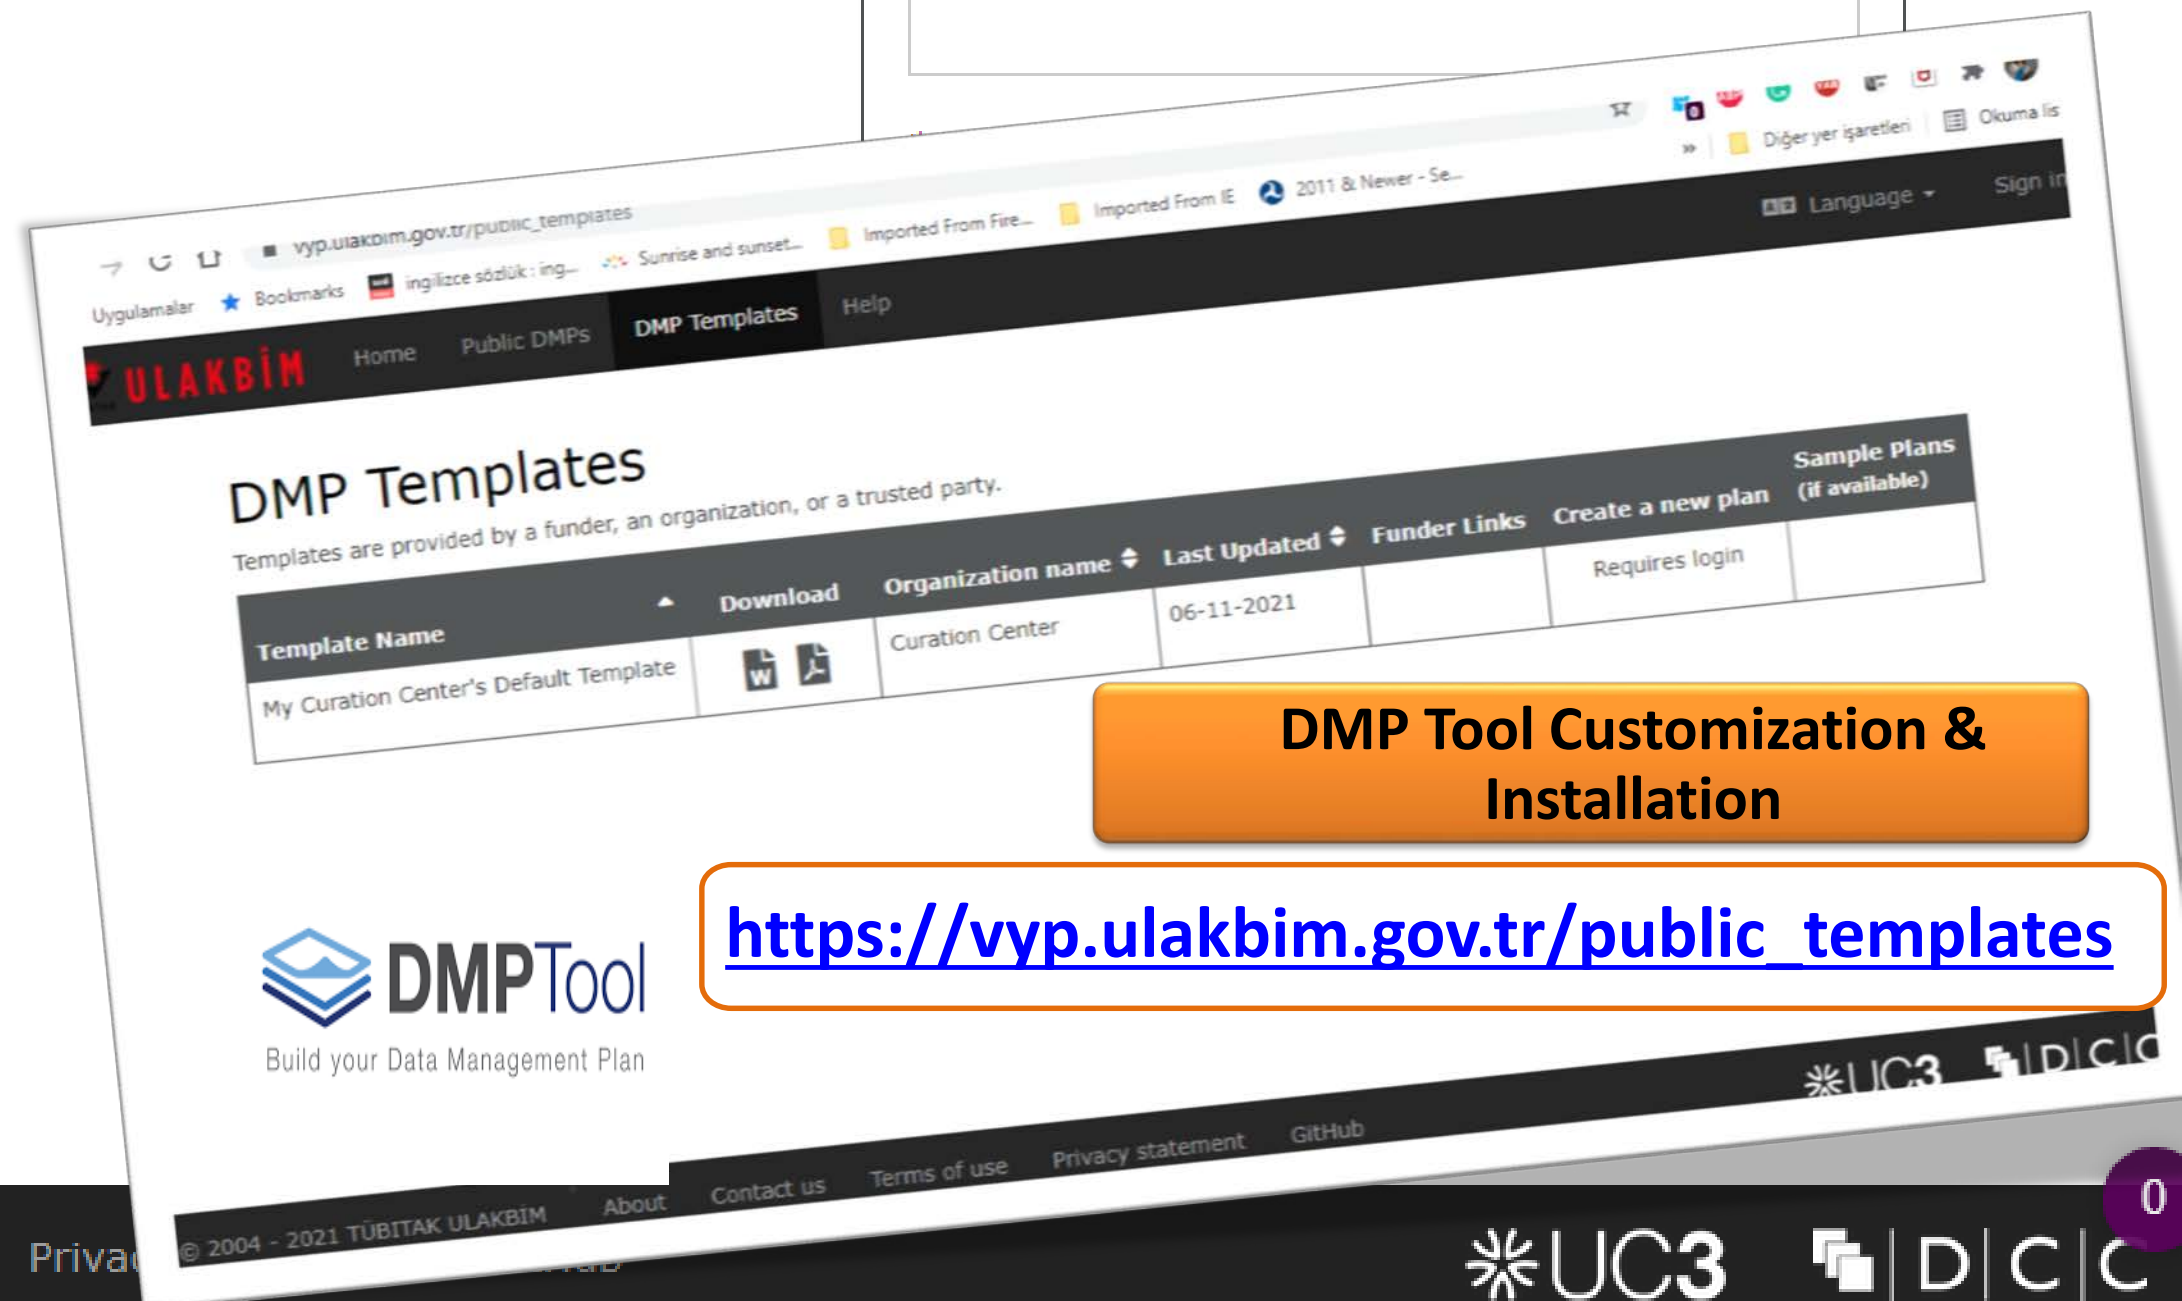 vyp.ulakbim.gov.tr/public_templates
Uygulamalar
Bookmarks
ingilizce sözlük : ing...
Sunrise and sunset...
Imported From Fire...
Imported From IE
2011 & Newer - Se...
»
Diğer yer işaretleri
Okuma lis
ULAKBİM
Home
Public DMPs
DMP Templates
Help
Language
Sign in
DMP Templates
Templates are provided by a funder, an organization, or a trusted party.
Template Name
Download
Organization name
Last Updated
Funder Links
Create a new plan
Sample Plans
(if available)
My Curation Center's Default Template
W
Curation Center
06-11-2021
Requires login
DMP Tool Customization &
Installation
https://vyp.ulakbim.gov.tr/public_templates
DMPTool
Build your Data Management Plan
UC3
D|C|C
© 2004 - 2021 TÜBITAK ULAKBİM
About
Contact us
Terms of use
Privacy statement
GitHub
0
Priva
UC3
D|C|C